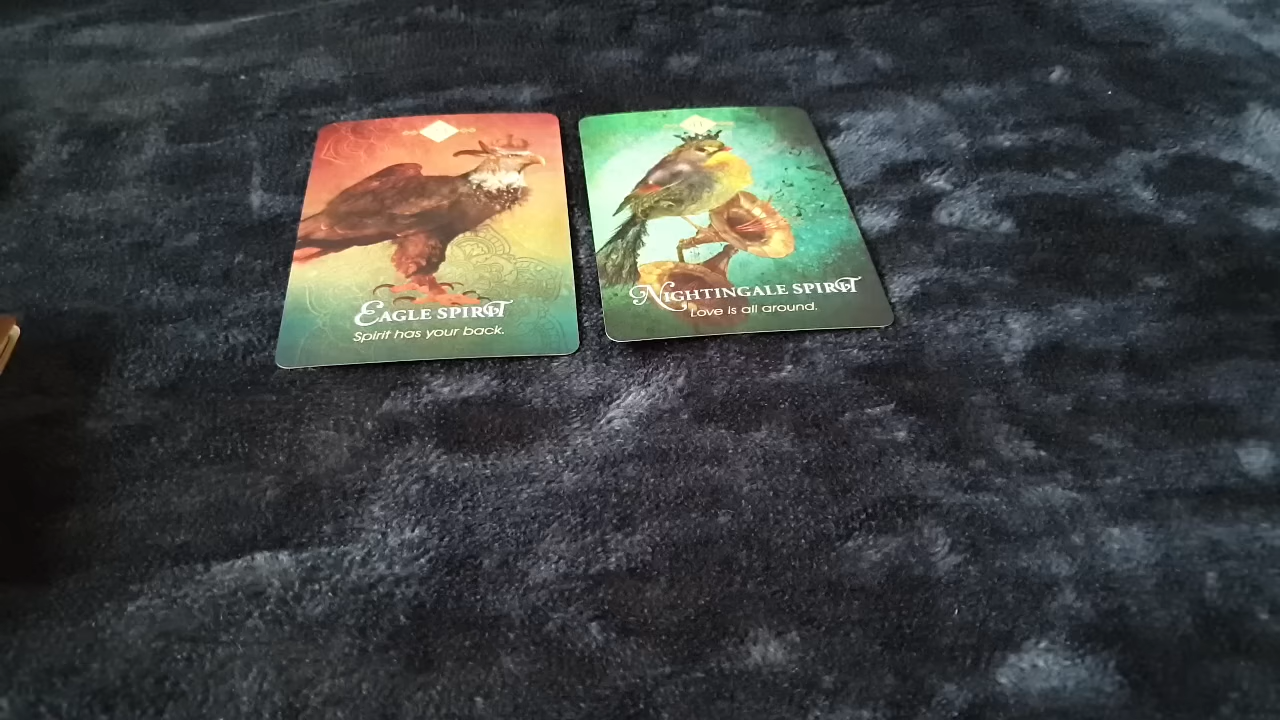 Eagle Spirit
Spirit has your back.
Nightingale Spirit
Love is all around.